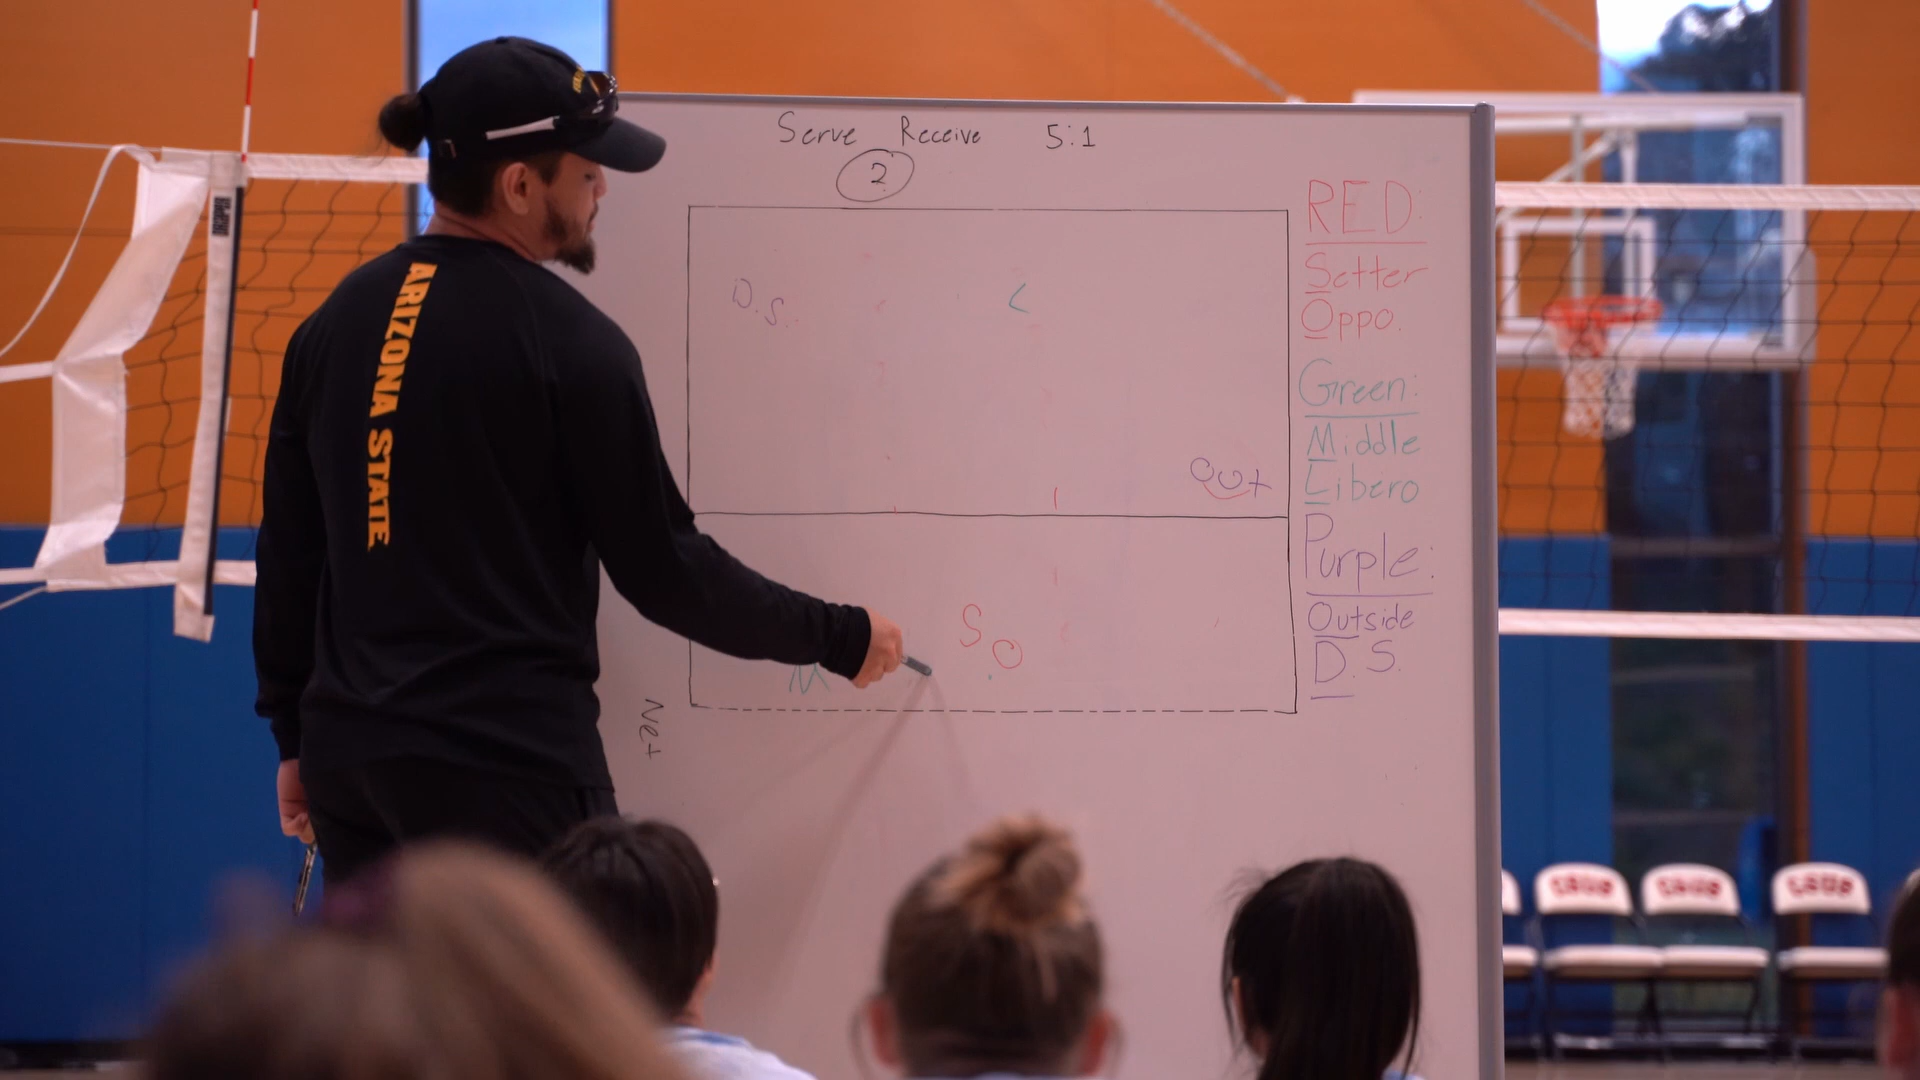 Serve Receive 5:1
2
D.S.
L
Out
S
O
M
Net
RED:
Setter
Oppo.
Green:
Middle
Libero
Purple:
Outside
D.S.
ARIZONA STATE